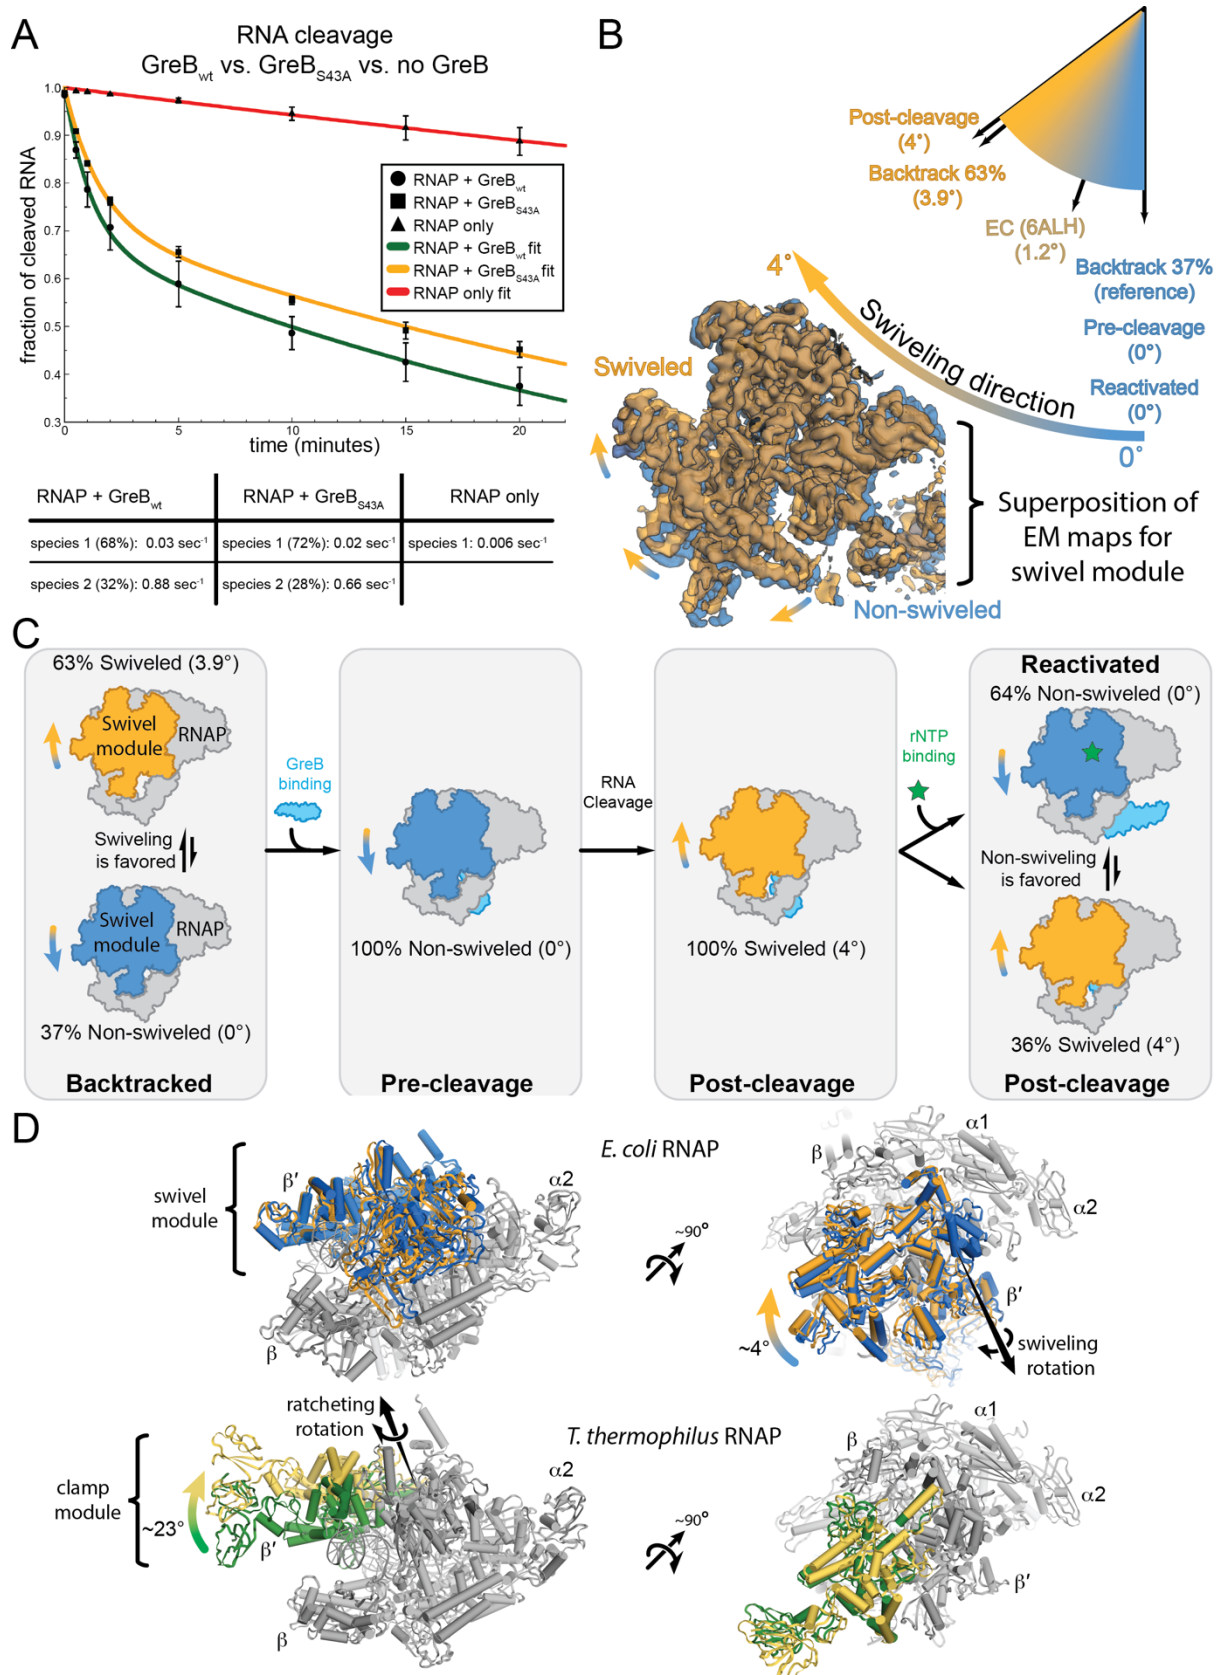 A
RNA cleavage
GreBwt vs. GreBS43A vs. no GreB
1.0
0.9
0.8
0.7
0.6
0.5
0.4
0.3
fraction of cleaved RNA
0
5
10
15
20
time (minutes)
RNAP + GreBwt
RNAP + GreBS43A
RNAP only
RNAP + GreBwt fit
RNAP + GreBS43A fit
RNAP only fit
RNAP + GreBwt RNAP + GreBS43A RNAP only
species 1 (68%): 0.03 sec⁻¹ species 1 (72%): 0.02 sec⁻¹ species 1: 0.006 sec⁻¹
species 2 (32%): 0.88 sec⁻¹ species 2 (28%): 0.66 sec⁻¹
B
Post-cleavage
(4°)
Backtrack 63%
(3.9°)
EC (6ALH)
(1.2°)
Backtrack 37%
(reference)
Pre-cleavage
(0°)
Reactivated
(0°)
4°
Swiveling direction
0°
Swiveled
Non-swiveled
Superposition of
EM maps for
swivel module
C
63% Swiveled (3.9°)
Swivel
module
RNAP
Swiveling
is favored
Swivel
module
RNAP
37% Non-swiveled (0°)
Backtracked
GreB
binding
100% Non-swiveled (0°)
Pre-cleavage
RNA
Cleavage
100% Swiveled (4°)
Post-cleavage
rNTP
binding
Reactivated
64% Non-swiveled (0°)
Non-swiveling
is favored
36% Swiveled (4°)
Post-cleavage
D
swivel
module
β′
β
α2
E. coli RNAP
~90°
β
α1
α2
β′
~4°
swiveling
rotation
clamp
module
~23°
β′
β
ratcheting
rotation
α2
T. thermophilus RNAP
~90°
β
α1
α2
β′